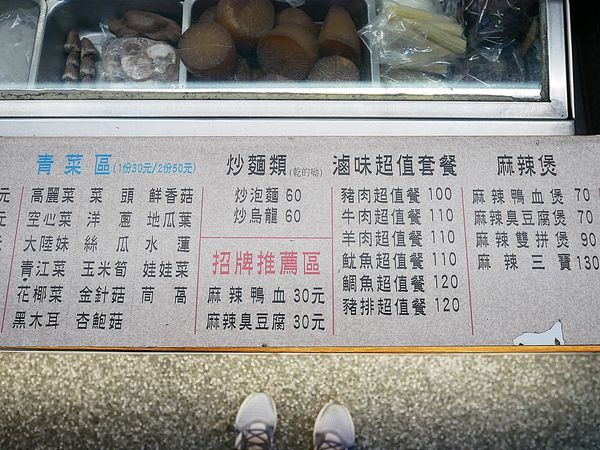 青菜區(1份30元/2份50元)
高麗菜 菜頭 鮮香菇
空心菜 洋蔥 地瓜葉
大陸妹 絲瓜 水蓮
青江菜 玉米筍 娃娃菜
花椰菜 金針菇 茼萵
黑木耳 杏鮑菇
炒麵類(乾的呦)
炒泡麵 60
炒烏龍 60
招牌推薦區
麻辣鴨血 30元
麻辣臭豆腐 30元
滷味超值套餐
豬肉超值餐 100
牛肉超值餐 110
羊肉超值餐 110
魷魚超值餐 110
鯛魚超值餐 120
豬排超值餐 120
麻辣煲
麻辣鴨血煲 70
麻辣臭豆腐煲 70
麻辣雙拼煲 90
麻辣三寶 130